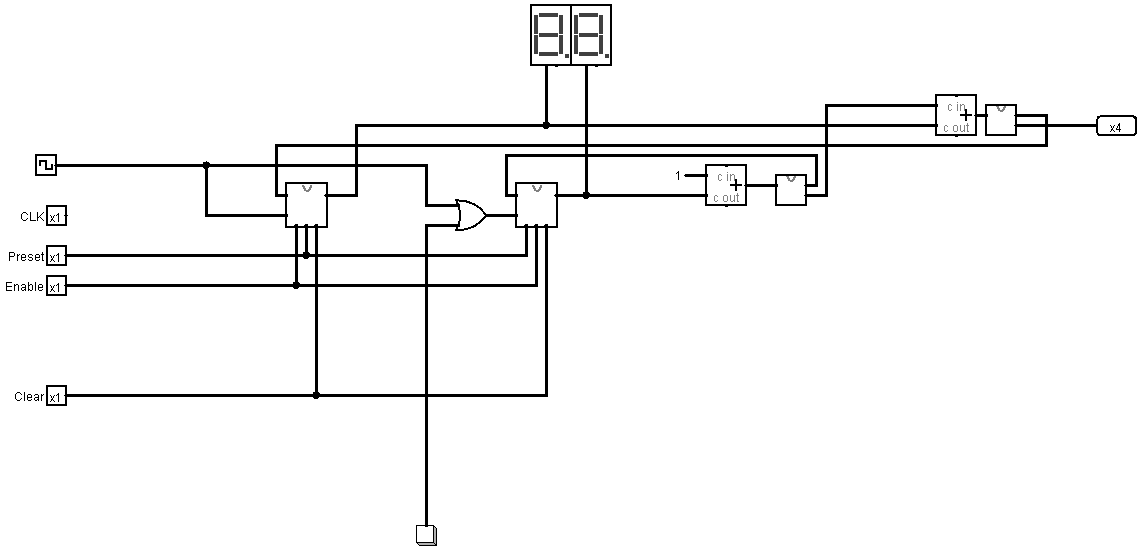 c in
+
c out
x4
1
c in
+
c out
CLK x1
Preset x1
Enable x1
Clear x1